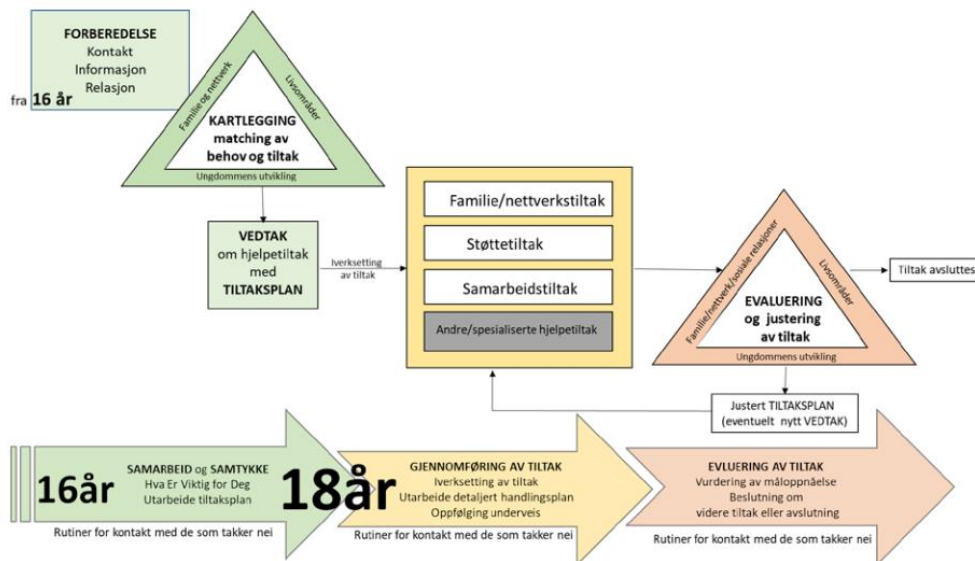 FORBEREDELSE
Kontakt
Informasjon
Relasjon
fra 16 år
Familie og nettverk
Livsområder
KARTLEGGING
matching av
behov og tiltak
Ungdommens utvikling
VEDTAK
om hjelpetiltak
med
TILTAKSPLAN
Iverksetting
av tiltak
Familie/nettverkstiltak
Støttetiltak
Samarbeidstiltak
Andre/spesialiserte hjelpetiltak
Familie/nettverk/sosiale relasjoner
Livsområder
EVALUERING
og justering
av tiltak
Ungdommens utvikling
Tiltak avsluttes
Justert TILTAKSPLAN
(eventuelt nytt VEDTAK)
16år
SAMARBEID og SAMTYKKE
Hva Er Viktig for Deg
Utarbeide tiltaksplan
Rutiner for kontakt med de som takker nei
18år
GJENNOMFØRING AV TILTAK
Iverksetting av tiltak
Utarbeide detaljert handlingsplan
Oppfølging underveis
Rutiner for kontakt med de som takker nei
EVLUERING AV TILTAK
Vurdering av måloppnåelse
Beslutning om
videre tiltak eller avslutning
Rutiner for kontakt med de som takker nei